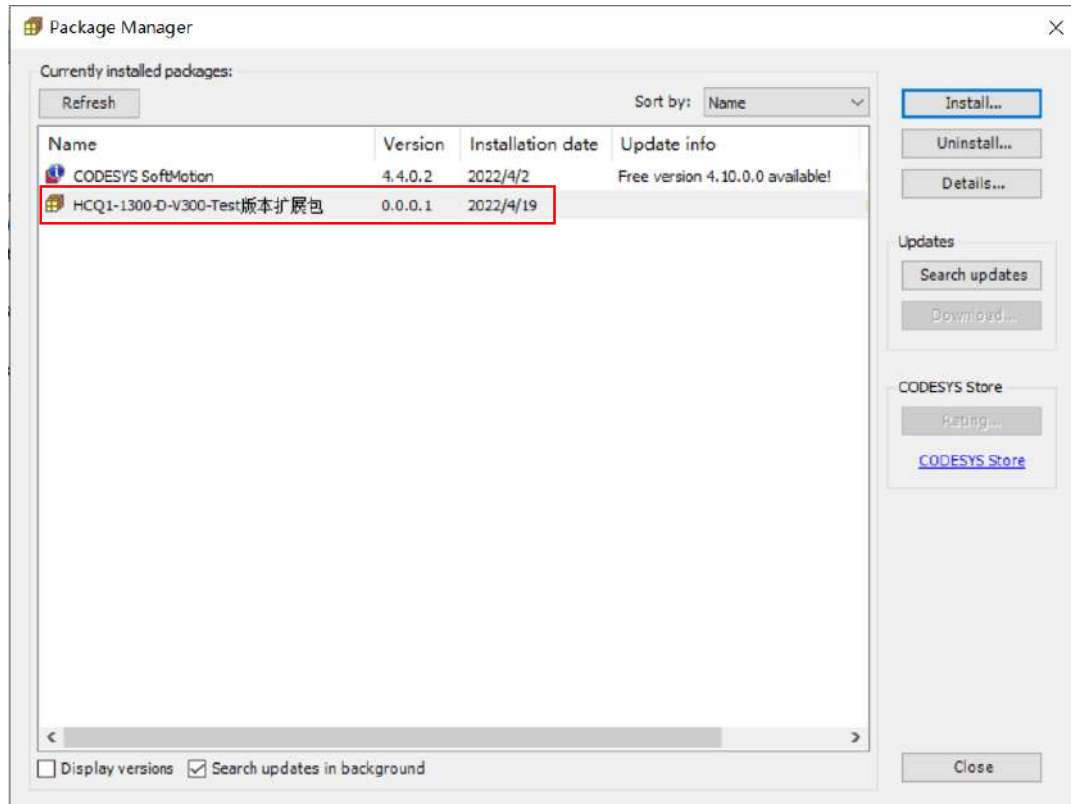 Package Manager
Currently installed packages:
Refresh
Sort by: Name
Name Version Installation date Update info
CODESYS SoftMotion 4.4.0.2 2022/4/2 Free version 4.10.0.0 available!
HCQ1-1300-D-V300-Test版本扩展包 0.0.0.1 2022/4/19
Display versions Search updates in background
Install...
Uninstall...
Details...
Updates
Search updates
Download...
CODESYS Store
Rating...
CODESYS Store
Close